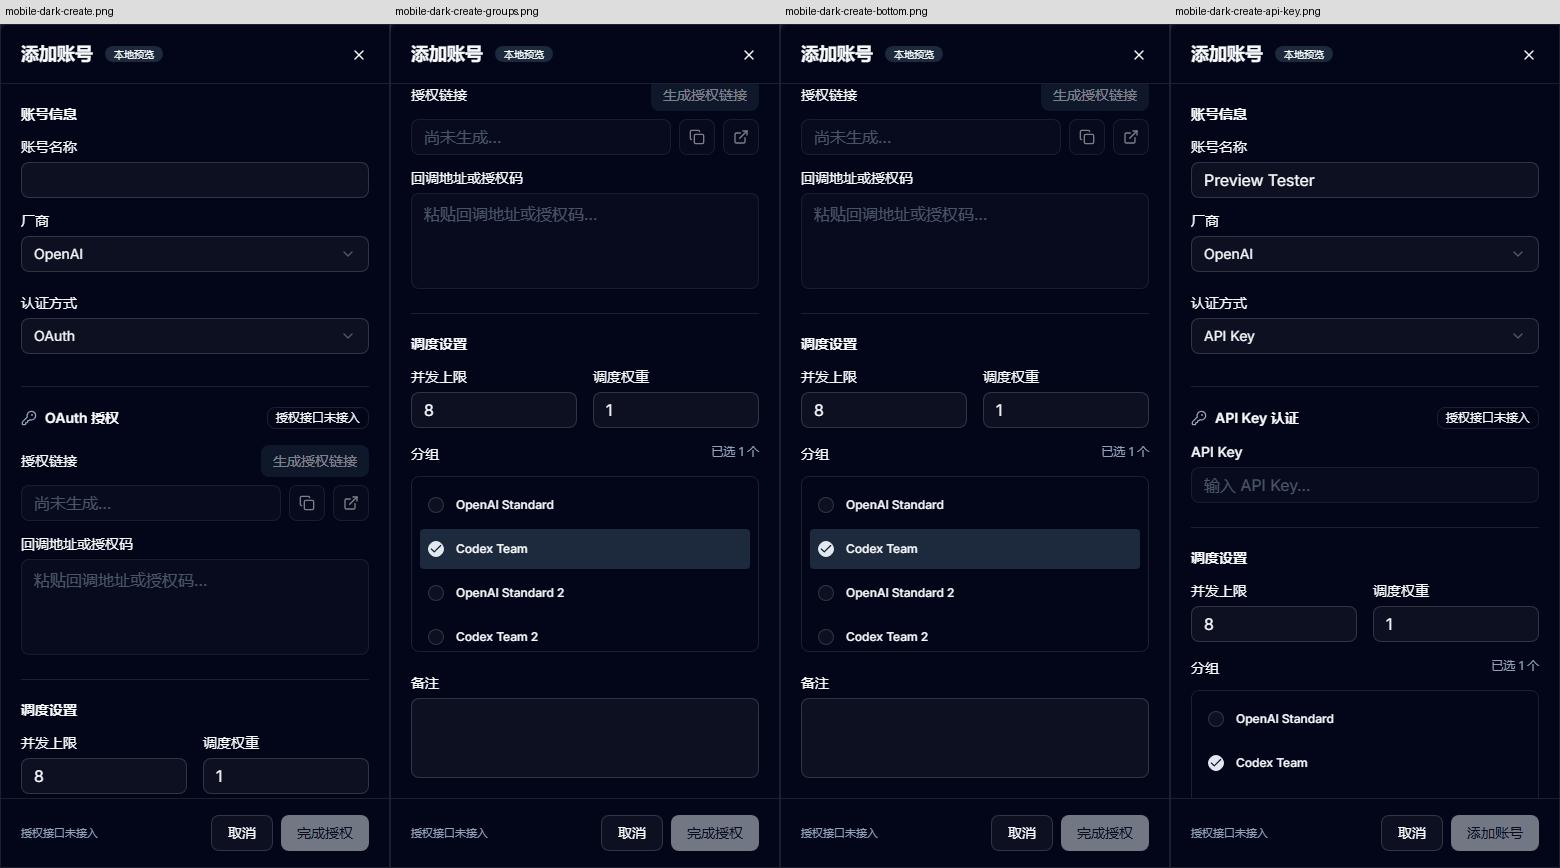 mobile-dark-create.png
添加账号 本地预览
账号信息
账号名称
厂商
OpenAI
认证方式
OAuth
OAuth 授权 授权接口未接入
授权链接 生成授权链接
尚未生成...
回调地址或授权码
粘贴回调地址或授权码...
调度设置
并发上限 调度权重
8 1
授权接口未接入 取消 完成授权
mobile-dark-create-groups.png
添加账号 本地预览
授权链接 生成授权链接
尚未生成...
回调地址或授权码
粘贴回调地址或授权码...
调度设置
并发上限 调度权重
8 1
分组 已选 1 个
OpenAI Standard
Codex Team
OpenAI Standard 2
Codex Team 2
备注
授权接口未接入 取消 完成授权
mobile-dark-create-bottom.png
添加账号 本地预览
授权链接 生成授权链接
尚未生成...
回调地址或授权码
粘贴回调地址或授权码...
调度设置
并发上限 调度权重
8 1
分组 已选 1 个
OpenAI Standard
Codex Team
OpenAI Standard 2
Codex Team 2
备注
授权接口未接入 取消 完成授权
mobile-dark-create-api-key.png
添加账号 本地预览
账号信息
账号名称
Preview Tester
厂商
OpenAI
认证方式
API Key
API Key 认证 授权接口未接入
API Key
输入 API Key...
调度设置
并发上限 调度权重
8 1
分组 已选 1 个
OpenAI Standard
Codex Team
授权接口未接入 取消 添加账号